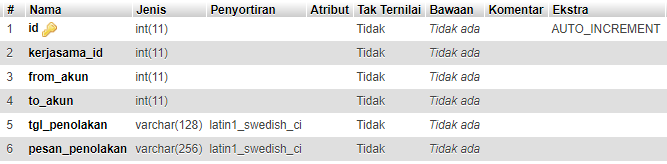 # Nama Jenis Penyortiran Atribut Tak Ternilai Bawaan Komentar Ekstra
1 id int(11) Tidak Tidak ada AUTO_INCREMENT
2 kerjasama_id int(11) Tidak Tidak ada
3 from_akun int(11) Tidak Tidak ada
4 to_akun int(11) Tidak Tidak ada
5 tgl_penolakan varchar(128) latin1_swedish_ci Tidak Tidak ada
6 pesan_penolakan varchar(256) latin1_swedish_ci Tidak Tidak ada